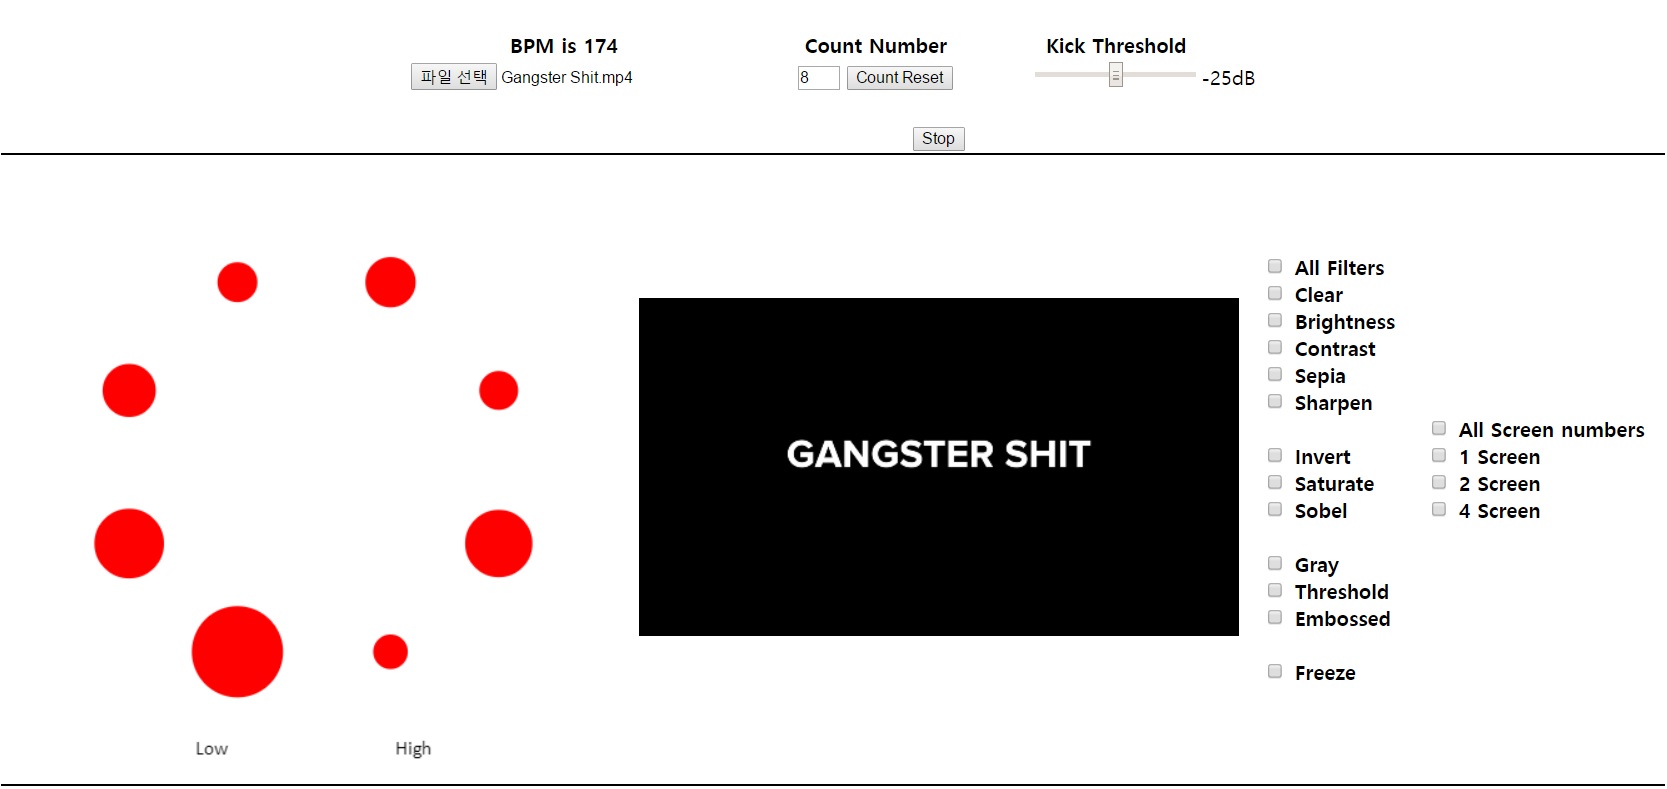 BPM is 174
파일 선택 Gangster Shit.mp4
Count Number
8 Count Reset
Kick Threshold
-25dB
Stop
GANGSTER SHIT
Low High
All Filters
Clear
Brightness
Contrast
Sepia
Sharpen
Invert
Saturate
Sobel
Gray
Threshold
Embossed
Freeze
All Screen numbers
1 Screen
2 Screen
4 Screen